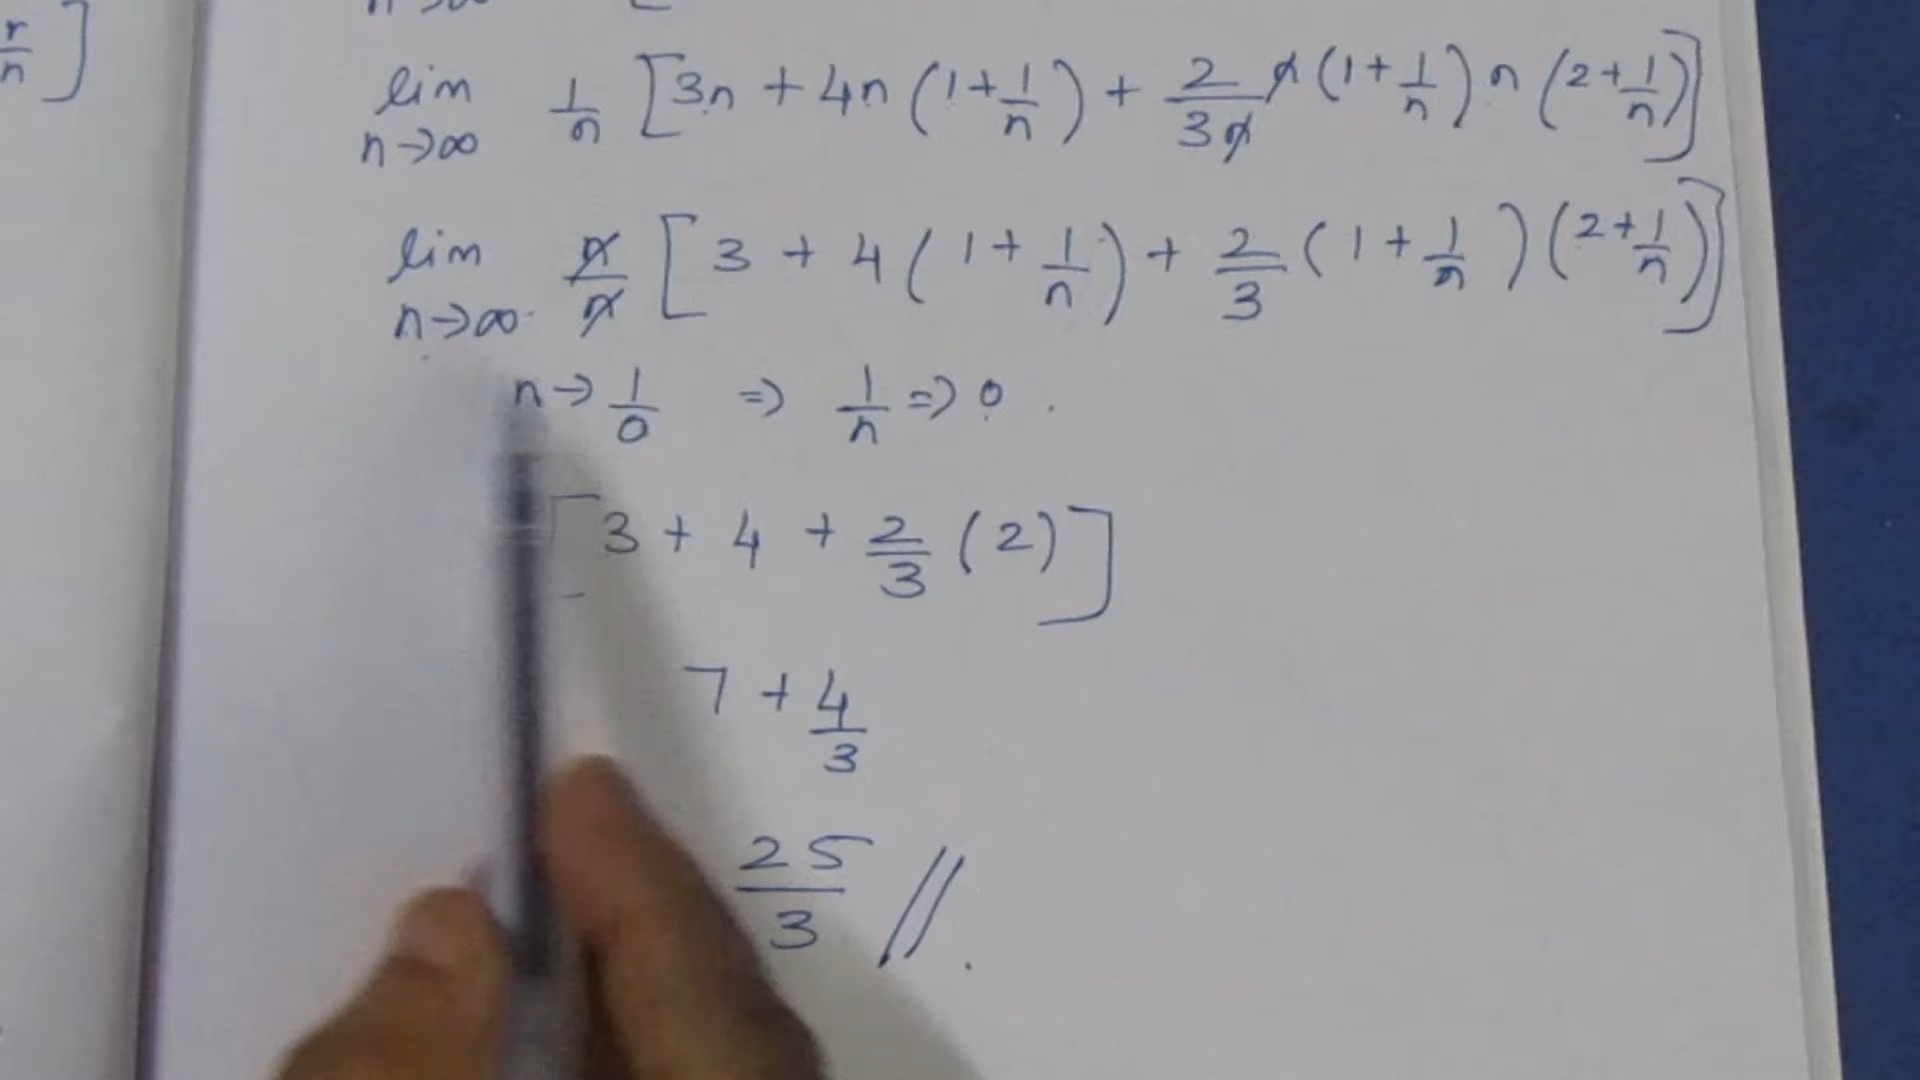 r/n ]
lim n→∞ 1/n [3n + 4n (1+1/n) + 2/3n n (1+1/n) n (2+1/n)]
lim n→∞ n/n [3 + 4 (1+1/n) + 2/3 (1+1/n) (2+1/n)]
n→ 1/0 ⇒ 1/n ⇒ 0 .
[3 + 4 + 2/3 (2)]
7 + 4/3
25/3 //.